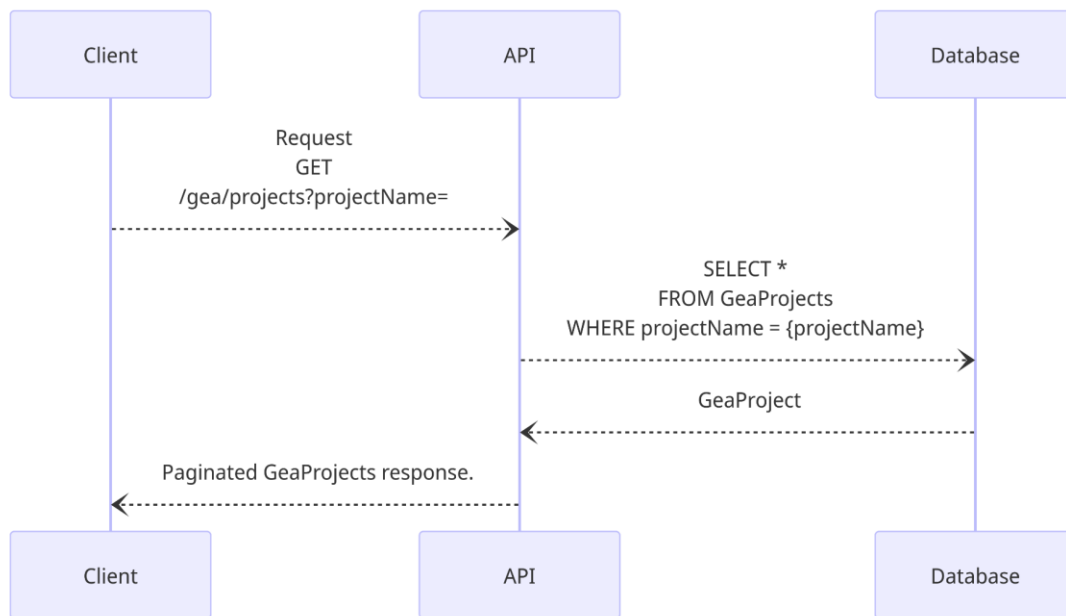 Client
API
Database
Request
GET
/gea/projects?projectName=
SELECT *
FROM GeaProjects
WHERE projectName = {projectName}
GeaProject
Paginated GeaProjects response.
Client
API
Database